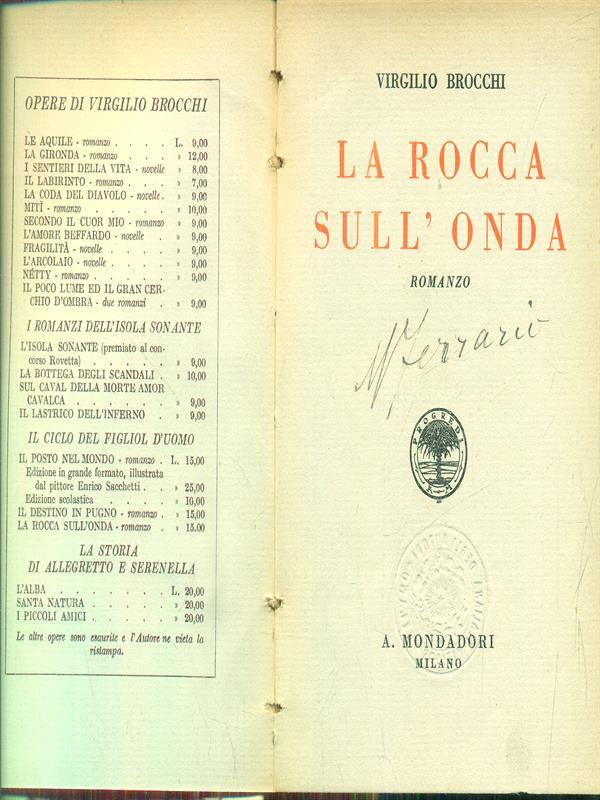 OPERE DI VIRGILIO BROCCHI
LE AQUILE - romanzo . . . . L. 9,00
LA GIRONDA - romanzo . . . » 12,00
I SENTIERI DELLA VITA - novelle » 8,00
IL LABIRINTO - romanzo . . . » 7,00
LA CODA DEL DIAVOLO - novelle . » 9,00
MITÌ - romanzo . . . . . . » 10,00
SECONDO IL CUOR MIO - romanzo » 9,00
L'AMORE BEFFARDO - novelle . » 9,00
FRAGILITÀ - novelle . . . . » 9,00
L'ARCOLAIO - novelle . . . . » 9,00
NÉTTY - romanzo . . . . . » 9,00
IL POCO LUME ED IL GRAN CER-
CHIO D'OMBRA - due romanzi . » 9,00
I ROMANZI DELL'ISOLA SONANTE
L'ISOLA SONANTE (premiato al con-
corso Rovetta) . . . . . » 9,00
LA BOTTEGA DEGLI SCANDALI . » 10,00
SUL CAVAL DELLA MORTE AMOR
CAVALCA . . . . . . » 9,00
IL LASTRICO DELL'INFERNO . » 9,00
IL CICLO DEL FIGLIOL D'UOMO
IL POSTO NEL MONDO - romanzo . L. 15,00
Edizione in grande formato, illustrata
dal pittore Enrico Sacchetti . . » 25,00
Edizione scolastica . . . . » 10,00
IL DESTINO IN PUGNO - romanzo . » 15,00
LA ROCCA SULL'ONDA - romanzo . » 15.00
LA STORIA
DI ALLEGRETTO E SERENELLA
L'ALBA . . . . . . . L. 20,00
SANTA NATURA . . . . . » 20,00
I PICCOLI AMICI . . . . . » 20,00
Le altre opere sono esaurite e l'Autore ne vieta la
ristampa.
VIRGILIO BROCCHI
LA ROCCA
SULL' ONDA
ROMANZO
Ferrario
PROGREDI
A. MONDADORI
MILANO